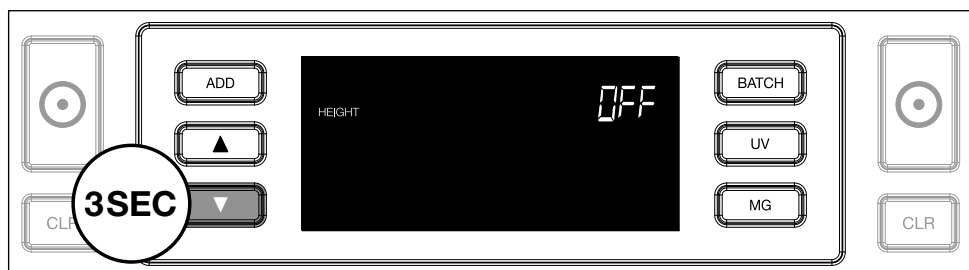 ADD
HEIGHT
OFF
BATCH
UV
3SEC
MG
CLR
CLR